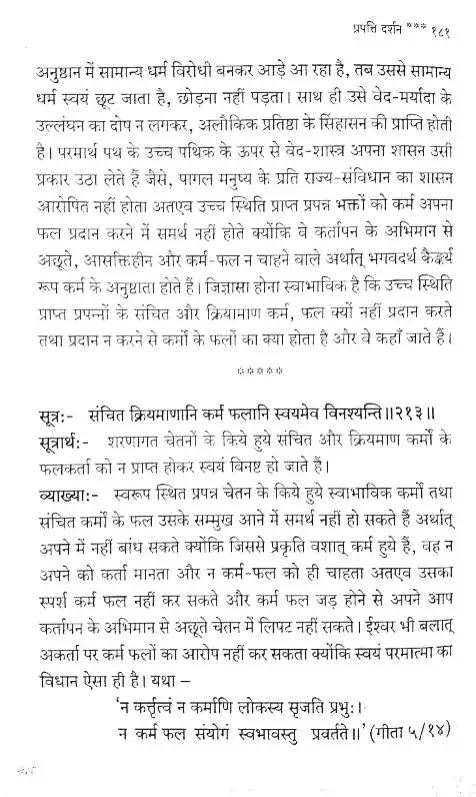 प्रपत्ति दर्शन *** १८१
अनुष्ठान में सामान्य धर्म विरोधी बनकर आड़े आ रहा है, तब उससे सामान्य
धर्म स्वयं छूट जाता है, छोड़ना नहीं पड़ता। साथ ही उसे वेद-मर्यादा के
उल्लंघन का दोष न लगकर, अलौकिक प्रतिष्ठा के सिंहासन की प्राप्ति होती
है। परमार्थ पथ के उच्च पथिक के ऊपर से वेद-शास्त्र अपना शासन उसी
प्रकार उठा लेते हैं जैसे, पागल मनुष्य के प्रति राज्य-संविधान का शासन
आरोपित नहीं होता अतएव उच्च स्थिति प्राप्त प्रपन्न भक्तों को कर्म अपना
फल प्रदान करने में समर्थ नहीं होते क्योंकि वे कर्तापन के अभिमान से
अछूते, आसक्तिहीन और कर्म-फल न चाहने वाले अर्थात् भगवदर्थ कैङ्कर्य
रूप कर्म के अनुष्ठाता होते हैं। जिज्ञासा होना स्वाभाविक है कि उच्च स्थिति
प्राप्त प्रपन्नों के संचित और क्रियामाण कर्म, फल क्यों नहीं प्रदान करते
तथा प्रदान न करने से कर्मों के फलों का क्या होता है और वे कहाँ जाते हैं।
*****
सूत्रः- संचित क्रियमाणानि कर्म फलानि स्वयमेव विनश्यन्ति॥२१३॥
सूत्रार्थः- शरणागत चेतनों के किये हुये संचित और क्रियमाण कर्मों के
फलकर्ता को न प्राप्त होकर स्वयं विनष्ट हो जाते हैं।
व्याख्याः- स्वरूप स्थित प्रपन्न चेतन के किये हुये स्वाभाविक कर्मों तथा
संचित कर्मों के फल उसके सम्मुख आने में समर्थ नहीं हो सकते हैं अर्थात्
अपने में नहीं बांध सकते क्योंकि जिससे प्रकृति वशात् कर्म हुये हैं, वह न
अपने को कर्ता मानता और न कर्म-फल को ही चाहता अतएव उसका
स्पर्श कर्म फल नहीं कर सकते और कर्म फल जड़ होने से अपने आप
कर्तापन के अभिमान से अछूते चेतन में लिपट नहीं सकते। ईश्वर भी बलात्
अकर्ता पर कर्म फलों का आरोप नहीं कर सकता क्योंकि स्वयं परमात्मा का
विधान ऐसा ही है। यथा –
'न कर्त्तृत्वं न कर्माणि लोकस्य सृजति प्रभुः।
न कर्म फल संयोगं स्वभावस्तु प्रवर्तते॥' (गीता ५/१४)